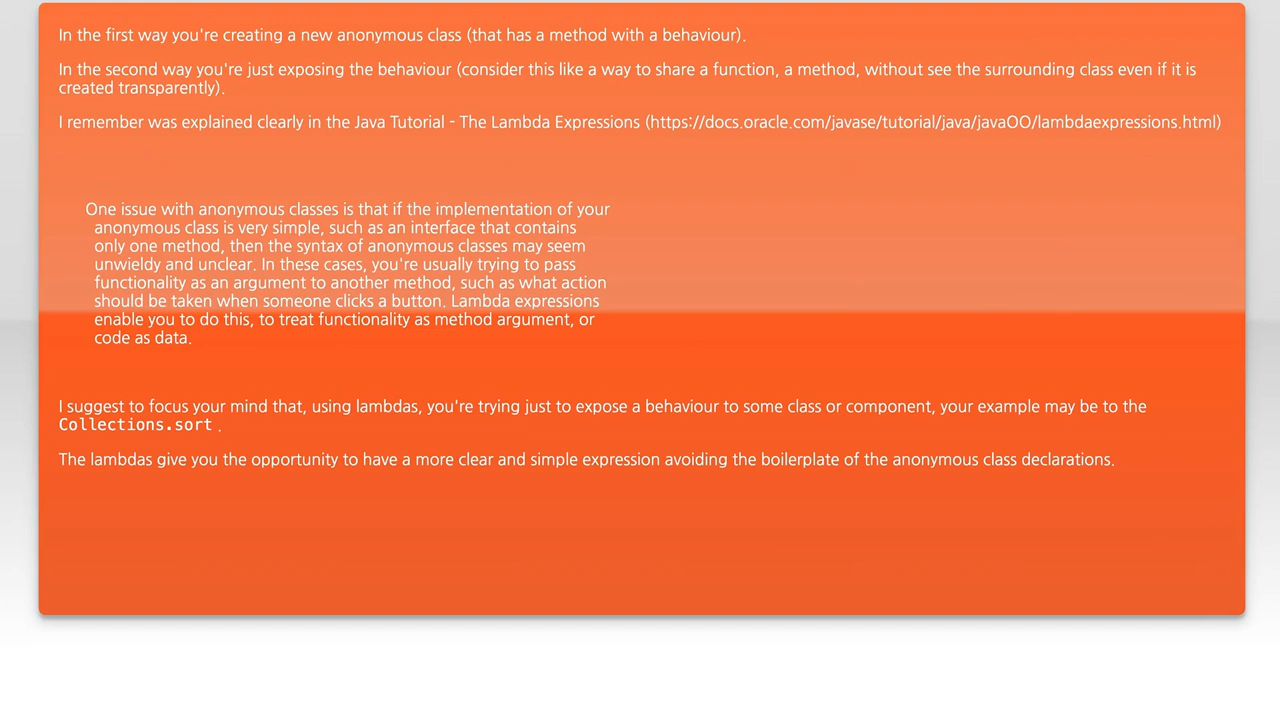 In the first way you're creating a new anonymous class (that has a method with a behaviour).
In the second way you're just exposing the behaviour (consider this like a way to share a function, a method, without see the surrounding class even if it is
created transparently).
I remember was explained clearly in the Java Tutorial - The Lambda Expressions (https://docs.oracle.com/javase/tutorial/java/javaOO/lambdaexpressions.html)
One issue with anonymous classes is that if the implementation of your
anonymous class is very simple, such as an interface that contains
only one method, then the syntax of anonymous classes may seem
unwieldy and unclear. In these cases, you're usually trying to pass
functionality as an argument to another method, such as what action
should be taken when someone clicks a button. Lambda expressions
enable you to do this, to treat functionality as method argument, or
code as data.
I suggest to focus your mind that, using lambdas, you're trying just to expose a behaviour to some class or component, your example may be to the
Collections.sort .
The lambdas give you the opportunity to have a more clear and simple expression avoiding the boilerplate of the anonymous class declarations.